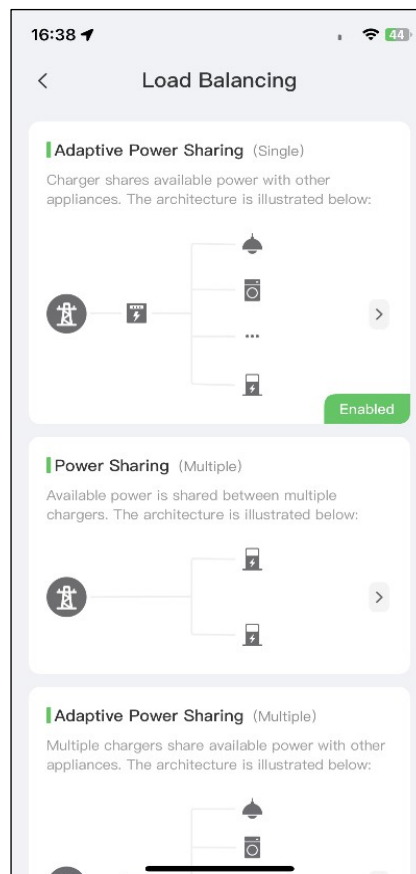 16:38
44
Load Balancing
Adaptive Power Sharing (Single)
Charger shares available power with other
appliances. The architecture is illustrated below:
Enabled
Power Sharing (Multiple)
Available power is shared between multiple
chargers. The architecture is illustrated below:
Adaptive Power Sharing (Multiple)
Multiple chargers share available power with other
appliances. The architecture is illustrated below: